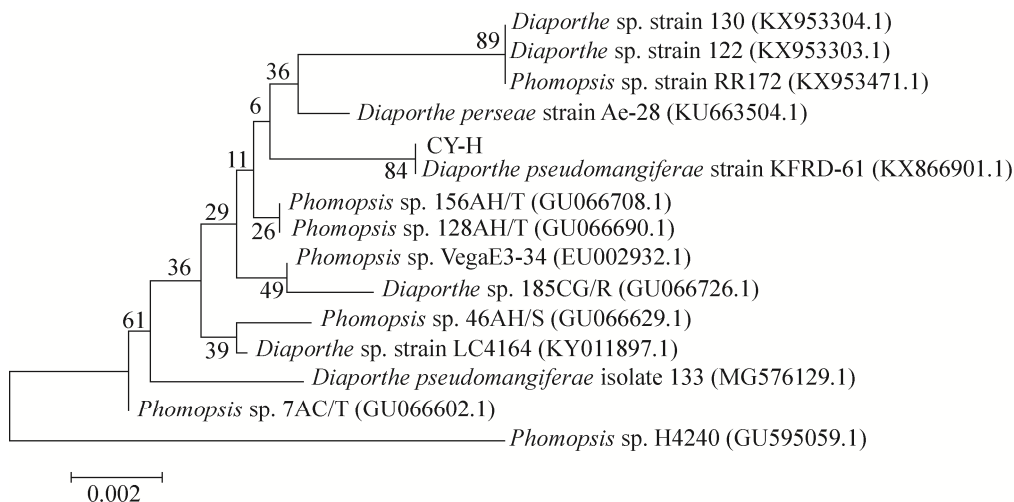 Diaporthe sp. strain 130 (KX953304.1)
89
Diaporthe sp. strain 122 (KX953303.1)
36
Phomopsis sp. strain RR172 (KX953471.1)
6
Diaporthe perseae strain Ae-28 (KU663504.1)
CY-H
11
84
Diaporthe pseudomangiferae strain KFRD-61 (KX866901.1)
Phomopsis sp. 156AH/T (GU066708.1)
29
26
Phomopsis sp. 128AH/T (GU066690.1)
Phomopsis sp. VegaE3-34 (EU002932.1)
36
49
Diaporthe sp. 185CG/R (GU066726.1)
61
Phomopsis sp. 46AH/S (GU066629.1)
39
Diaporthe sp. strain LC4164 (KY011897.1)
Diaporthe pseudomangiferae isolate 133 (MG576129.1)
Phomopsis sp. 7AC/T (GU066602.1)
Phomopsis sp. H4240 (GU595059.1)
0.002